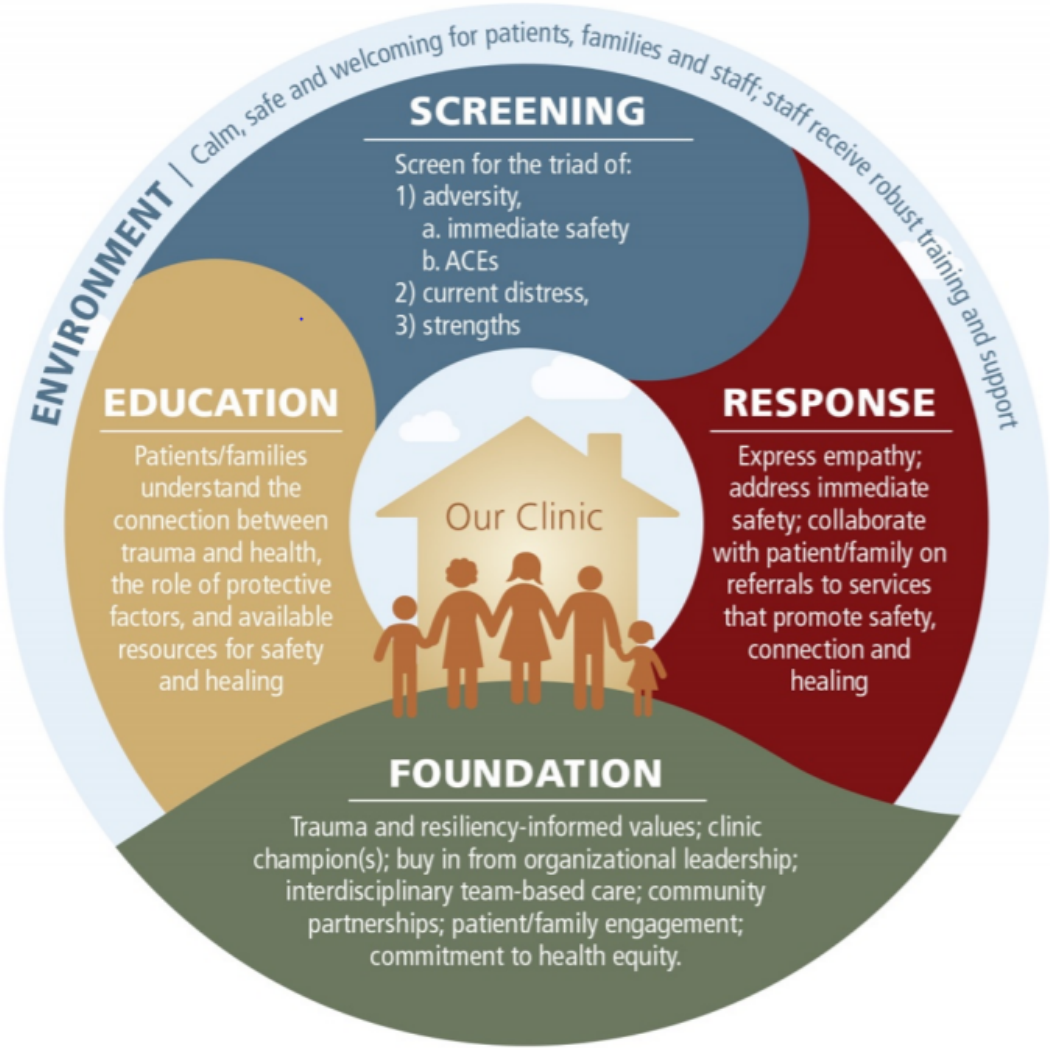 ENVIRONMENT | Calm, safe and welcoming for patients, families and staff; staff receive robust training and support
SCREENING
Screen for the triad of:
1) adversity,
a. immediate safety
b. ACEs
2) current distress,
3) strengths
EDUCATION
Patients/families
understand the
connection between
trauma and health,
the role of protective
factors, and available
resources for safety
and healing
Our Clinic
RESPONSE
Express empathy;
address immediate
safety; collaborate
with patient/family on
referrals to services
that promote safety,
connection and
healing
FOUNDATION
Trauma and resiliency-informed values; clinic
champion(s); buy in from organizational leadership;
interdisciplinary team-based care; community
partnerships; patient/family engagement;
commitment to health equity.